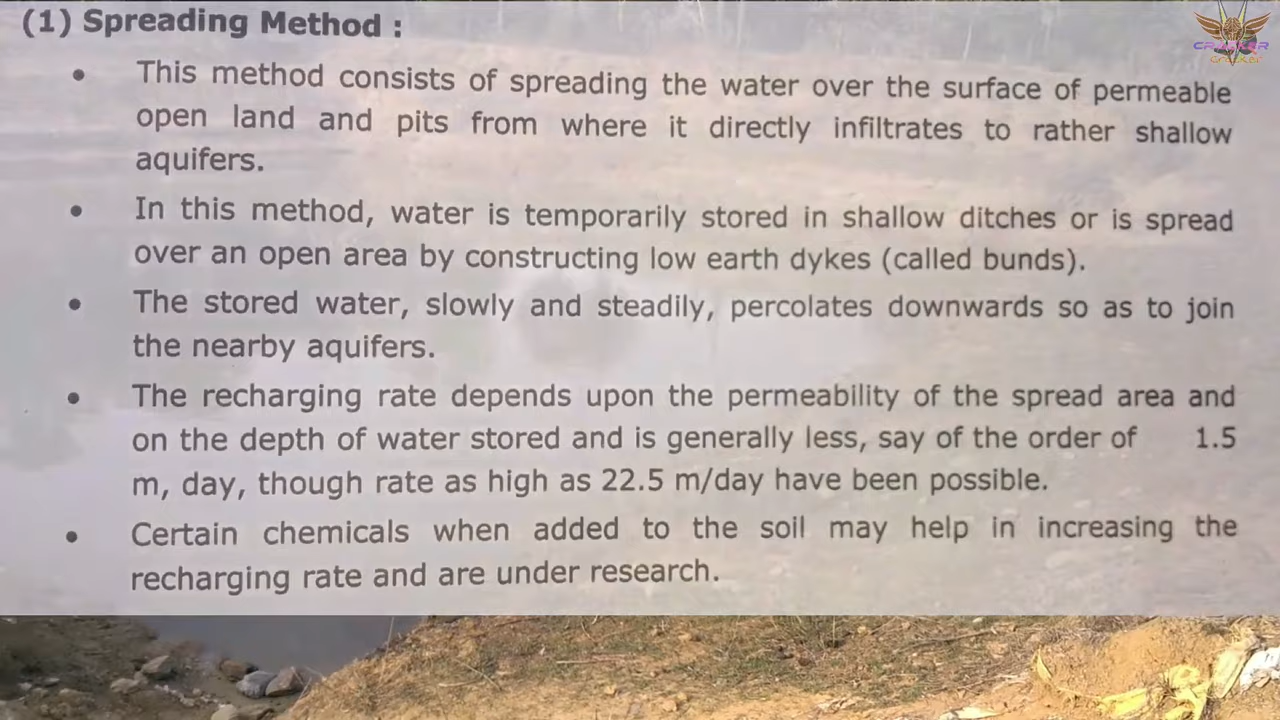 (1) Spreading Method :
• This method consists of spreading the water over the surface of permeable
open land and pits from where it directly infiltrates to rather shallow
aquifers.
• In this method, water is temporarily stored in shallow ditches or is spread
over an open area by constructing low earth dykes (called bunds).
• The stored water, slowly and steadily, percolates downwards so as to join
the nearby aquifers.
• The recharging rate depends upon the permeability of the spread area and
on the depth of water stored and is generally less, say of the order of 1.5
m, day, though rate as high as 22.5 m/day have been possible.
• Certain chemicals when added to the soil may help in increasing the
recharging rate and are under research.